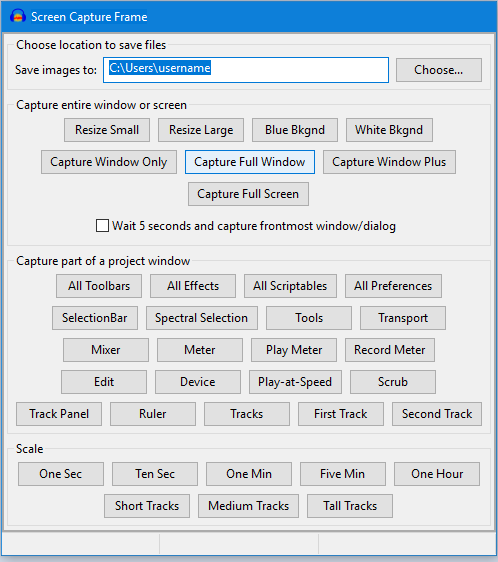 Screen Capture Frame
Choose location to save files
Save images to: C:\Users\username Choose...
Capture entire window or screen
Resize Small Resize Large Blue Bkgnd White Bkgnd
Capture Window Only Capture Full Window Capture Window Plus
Capture Full Screen
Wait 5 seconds and capture frontmost window/dialog
Capture part of a project window
All Toolbars All Effects All Scriptables All Preferences
SelectionBar Spectral Selection Tools Transport
Mixer Meter Play Meter Record Meter
Edit Device Play-at-Speed Scrub
Track Panel Ruler Tracks First Track Second Track
Scale
One Sec Ten Sec One Min Five Min One Hour
Short Tracks Medium Tracks Tall Tracks